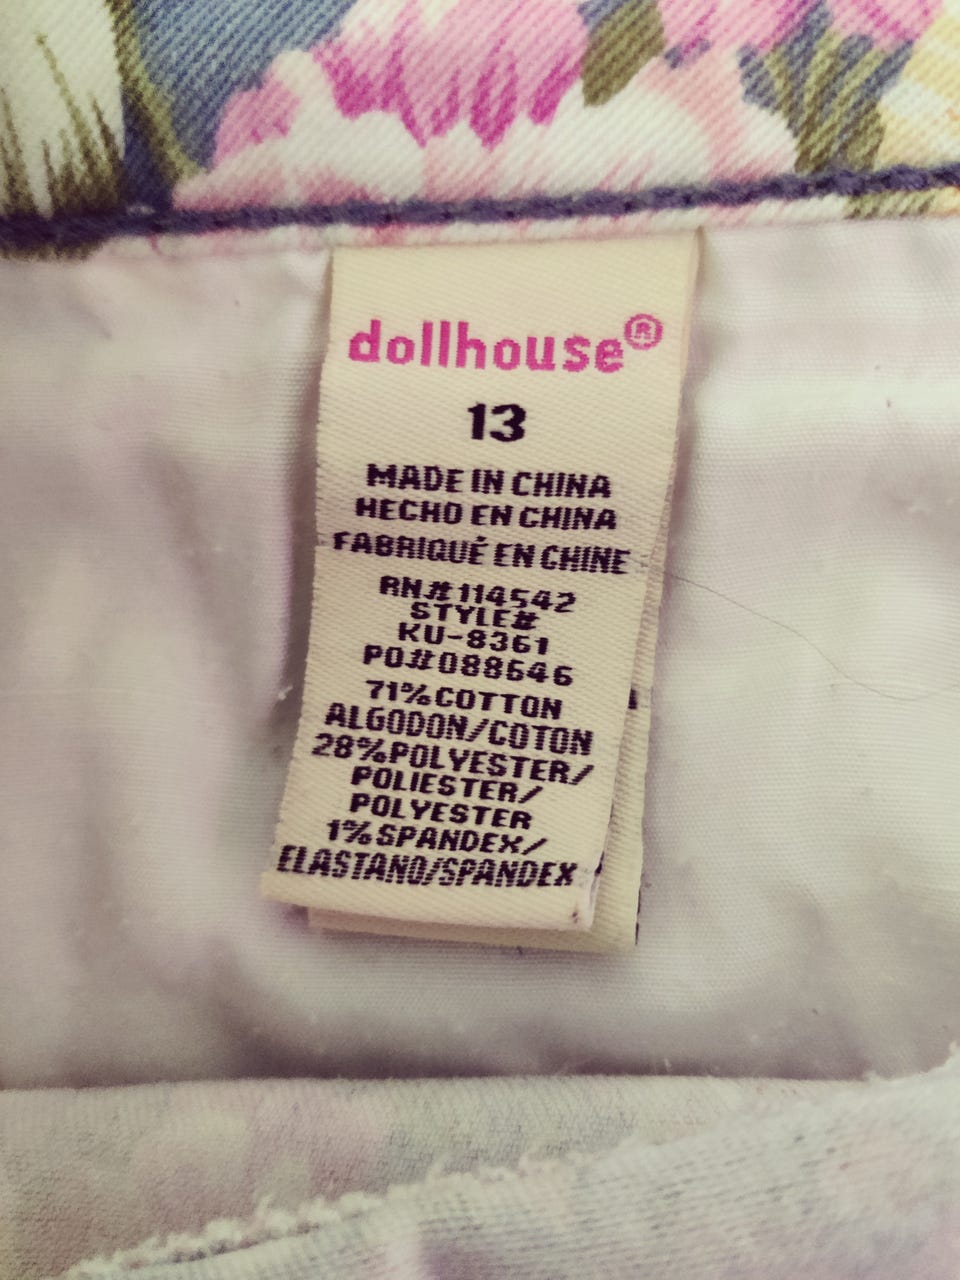 dollhouse®
13
MADE IN CHINA
HECHO EN CHINA
FABRIQUÉ EN CHINE
RN#114542
STYLE#
KU-8361
PO#088646
71%COTTON
ALGODON/COTON
28%POLYESTER/
POLIESTER/
POLYESTER
1%SPANDEX/
ELASTANO/SPANDEX